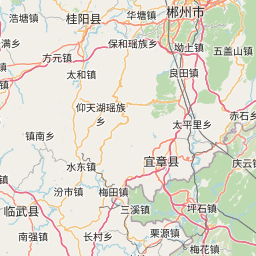 浩塘镇
桂阳县
华塘镇
郴州市
满乡
保和瑶族乡
坳上镇
五盖山镇
方元镇
太和镇
良田镇
仰天湖瑶族
乡
赤石乡
镇南乡
太平里乡
水东镇
宜章县
庆云乡
汾市镇
梅田镇
临武县
三溪镇
坪石镇
南强镇
长村乡
栗源镇
梅花镇